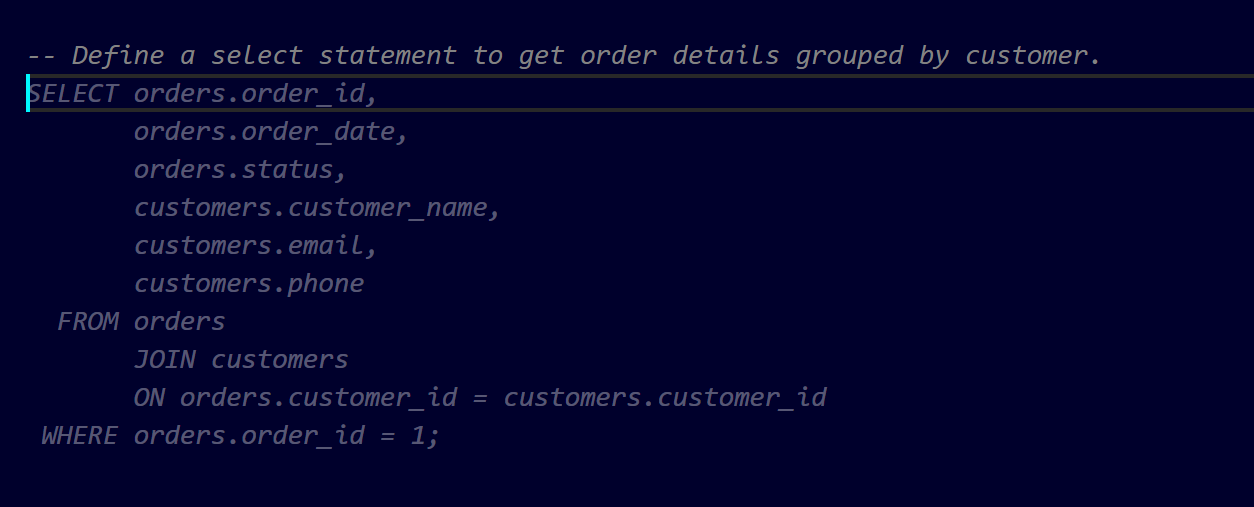 -- Define a select statement to get order details grouped by customer.
SELECT orders.order_id,
       orders.order_date,
       orders.status,
       customers.customer_name,
       customers.email,
       customers.phone
  FROM orders
       JOIN customers
       ON orders.customer_id = customers.customer_id
 WHERE orders.order_id = 1;